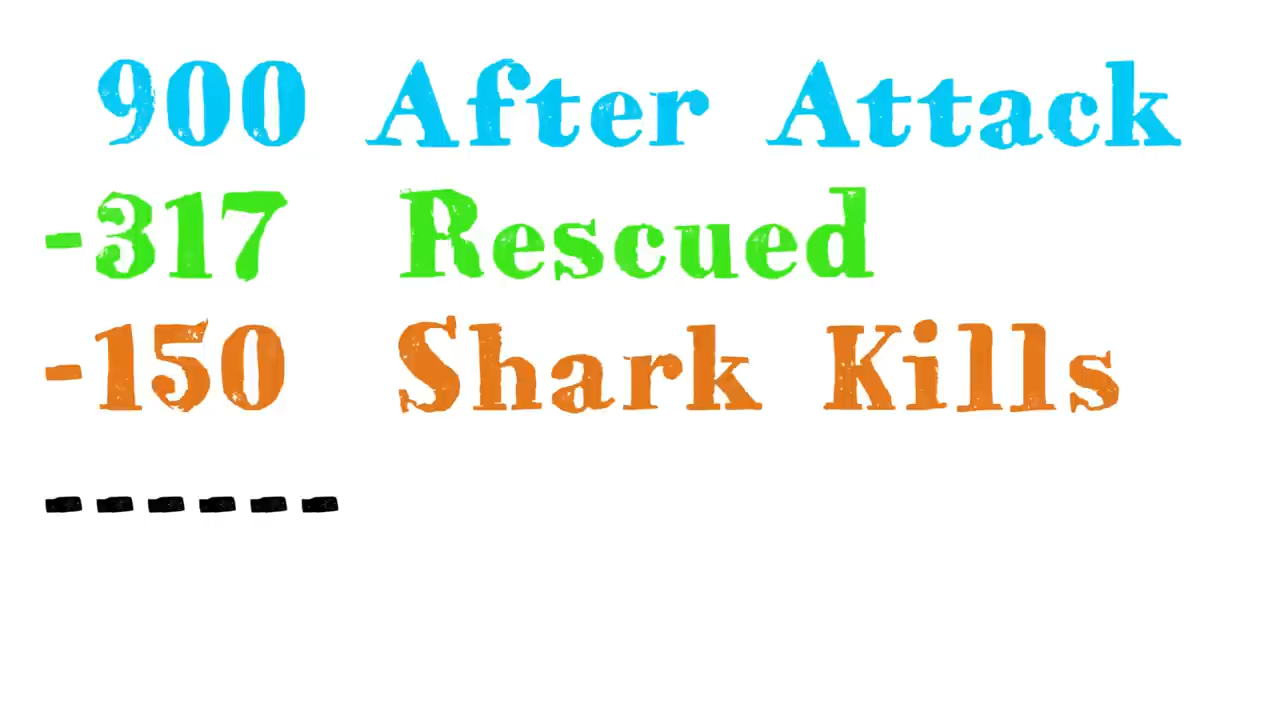 900 After Attack
-317 Rescued
-150 Shark Kills
------